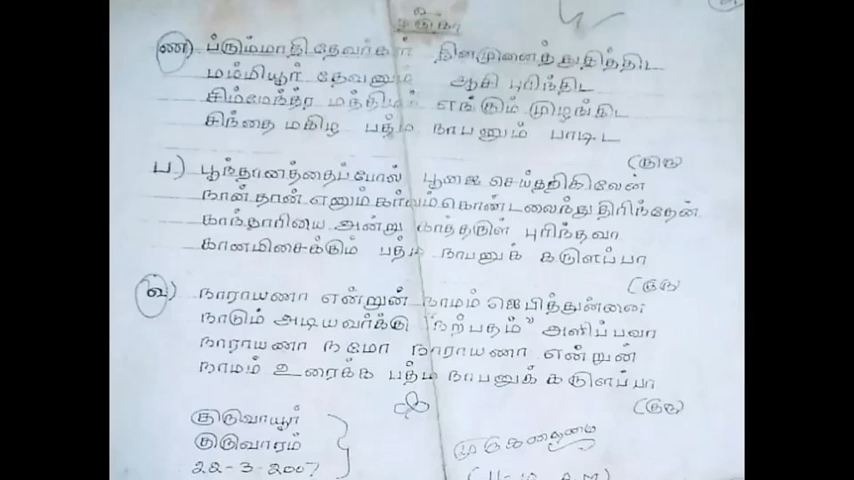 உ
முருகா
ண) ப்ரும்மாதி தேவர்கள் தினமுனைத்துதித்திட
மம்மியூர் தேவனும் ஆசி புரிந்திட
சிம்மேந்த்ர மத்திமம் எங்கும் முழங்கிட
சிந்தை மகிழ பத்ம நாபனும் பாடிட
(குரு)
ப.) பூந்தானத்தைப் போல் பூஜை செய்தறிகிலேன்
நான் தான் எனும் கர்வம் கொண்டலைந்து திரிந்தேன்
காந்தாரியை அன்று காத்தருள் புரிந்தவா
கானமிசைக்கும் பத்ம நாபனுக் கருளப்பா
(குரு)
வ) நாராயணா என்றுன் நாமம் ஜெபித்துன்னை
நாடும் அடியவர்க்கு "நற்பதம்" அளிப்பவா
நாராயணா நமோ நாராயணா என்றுன்
நாமம் உரைக்க பத்ம நாபனுக் கருளப்பா
(குரு)
குருவாயூர்
குருவாரம்
22-3-2007